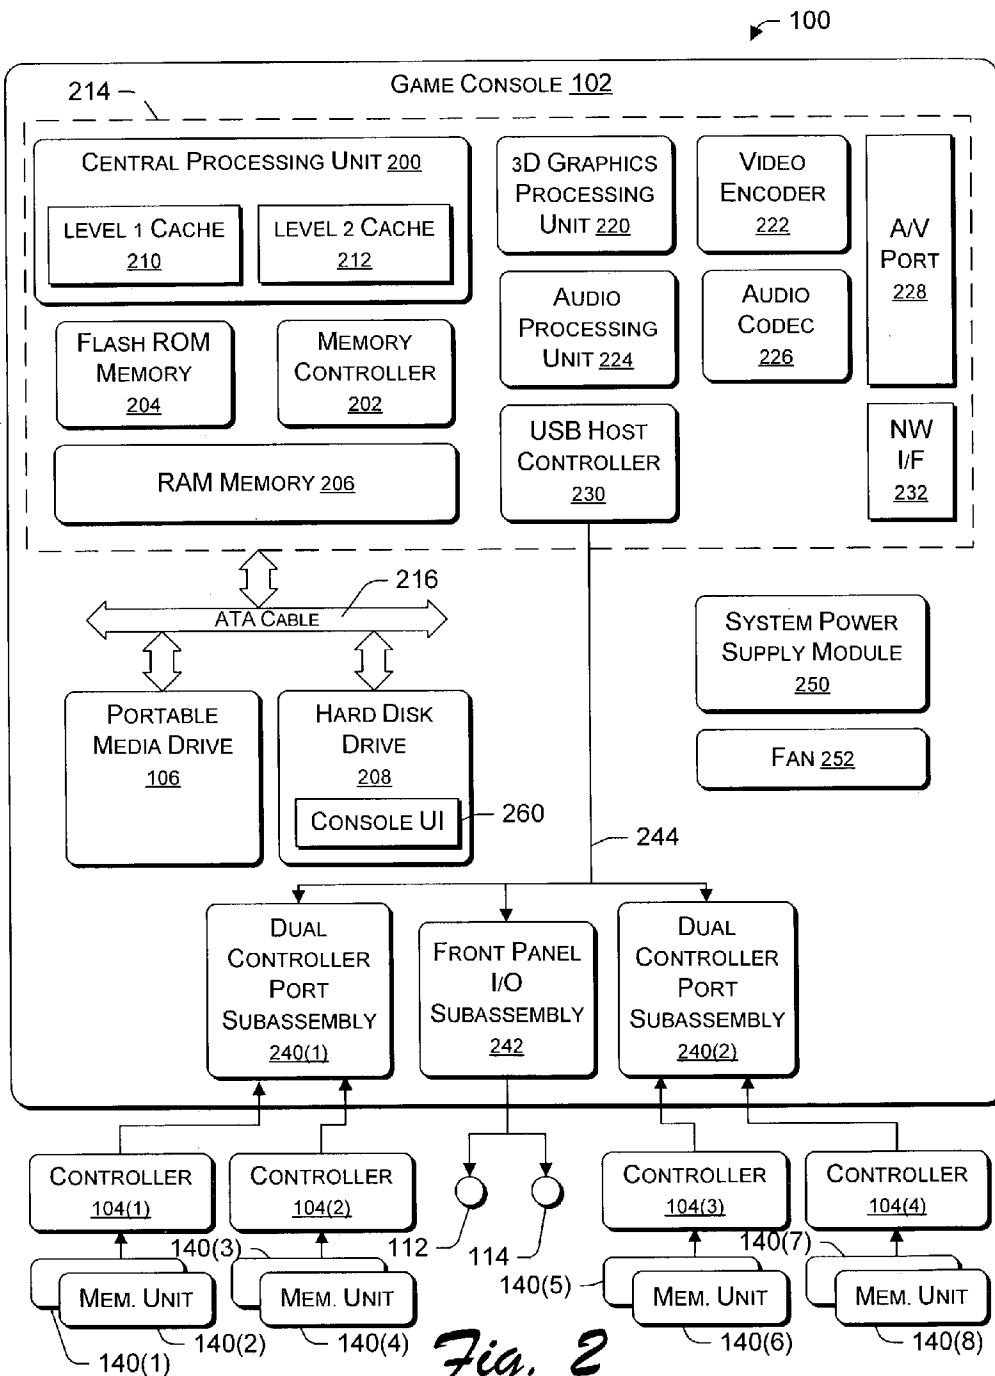 100
GAME CONSOLE 102
214
CENTRAL PROCESSING UNIT 200
LEVEL 1 CACHE
210
LEVEL 2 CACHE
212
3D GRAPHICS
PROCESSING
UNIT 220
VIDEO
ENCODER
222
A/V
PORT
228
FLASH ROM
MEMORY
204
MEMORY
CONTROLLER
202
AUDIO
PROCESSING
UNIT 224
AUDIO
CODEC
226
RAM MEMORY 206
USB HOST
CONTROLLER
230
NW
I/F
232
216
ATA CABLE
SYSTEM POWER
SUPPLY MODULE
250
PORTABLE
MEDIA DRIVE
106
HARD DISK
DRIVE
208
CONSOLE UI
260
FAN 252
244
DUAL
CONTROLLER
PORT
SUBASSEMBLY
240(1)
FRONT PANEL
I/O
SUBASSEMBLY
242
DUAL
CONTROLLER
PORT
SUBASSEMBLY
240(2)
CONTROLLER
104(1)
CONTROLLER
104(2)
CONTROLLER
104(3)
CONTROLLER
104(4)
112
114
140(3)
140(5)
140(7)
MEM. UNIT
MEM. UNIT
MEM. UNIT
MEM. UNIT
140(1)
140(2)
140(4)
140(6)
140(8)
Fig. 2